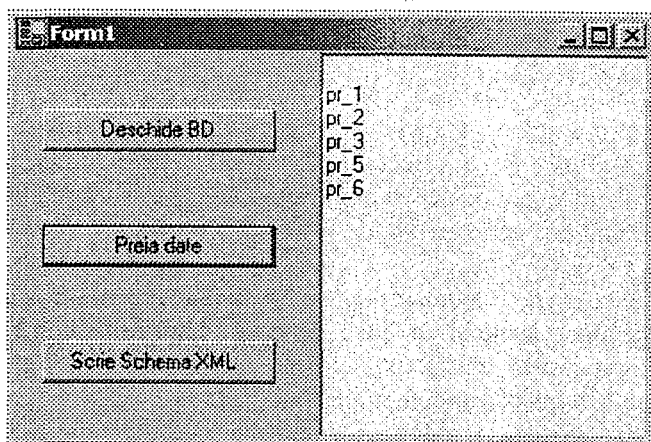 Form1
Deschide BD
Preia date
Scrie Schema XML
pr_1
pr_2
pr_3
pr_5
pr_6